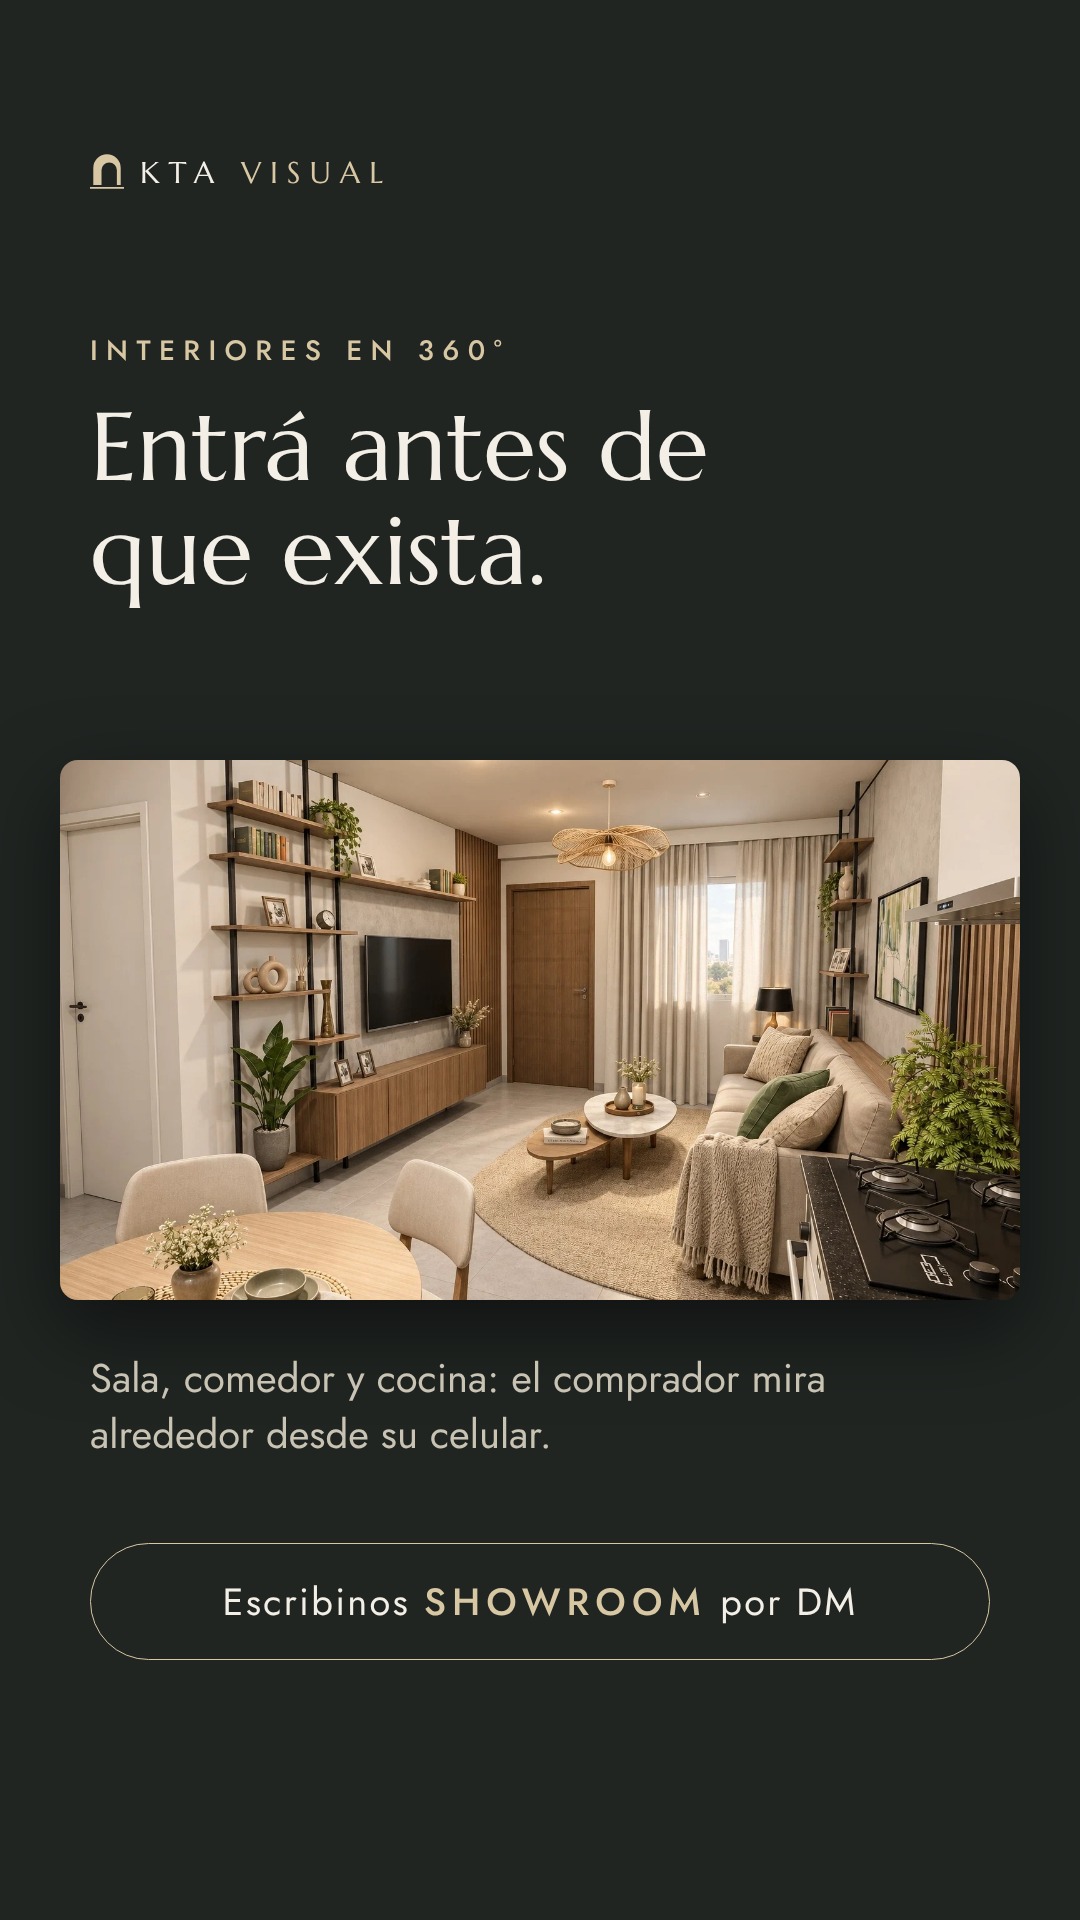 KTA VISUAL
INTERIORES EN 360°
Entrá antes de
que exista.
Sala, comedor y cocina: el comprador mira
alrededor desde su celular.
Escribinos SHOWROOM por DM